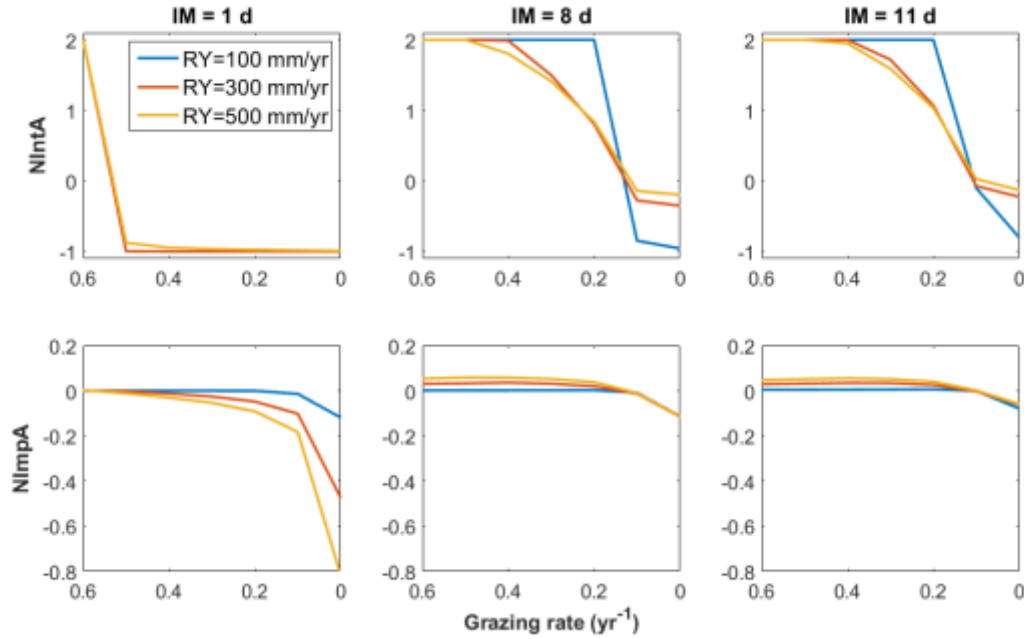 IM = 1 d IM = 8 d IM = 11 d
2 2 2
RY=100 mm/yr
RY=300 mm/yr
RY=500 mm/yr
1 1 1
NIntA
0 0 0
-1 -1 -1
0.6 0.4 0.2 0 0.6 0.4 0.2 0 0.6 0.4 0.2 0
0.2 0.2 0.2
0 0 0
-0.2 -0.2 -0.2
NImpA
-0.4 -0.4 -0.4
-0.6 -0.6 -0.6
-0.8 -0.8 -0.8
0.6 0.4 0.2 0 0.6 0.4 0.2 0 0.6 0.4 0.2 0
Grazing rate (yr⁻¹)